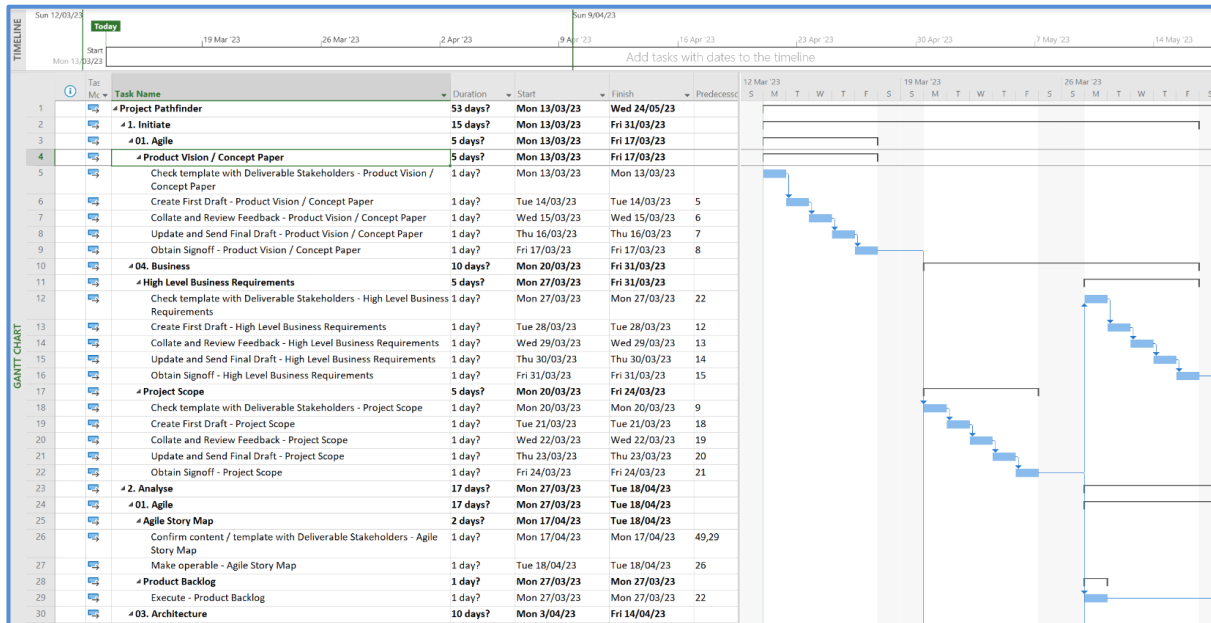 TIMELINE
Sun 12/03/23 Sun 9/04/23
Today
19 Mar '23 26 Mar '23 2 Apr '23 9 Apr '23 16 Apr '23 23 Apr '23 30 Apr '23 7 May '23 14 May '23
Start
Mon 13/03/23
Add tasks with dates to the timeline
GANTT CHART
12 Mar '23 19 Mar '23 26 Mar '23
Task Name Duration Start Finish Predecesso S M T W T F S S M T W T F S S M T W T F S
1 Project Pathfinder 53 days? Mon 13/03/23 Wed 24/05/23
2 1. Initiate 15 days? Mon 13/03/23 Fri 31/03/23
3 01. Agile 5 days? Mon 13/03/23 Fri 17/03/23
4 Product Vision / Concept Paper 5 days? Mon 13/03/23 Fri 17/03/23
5 Check template with Deliverable Stakeholders - Product Vision / 1 day? Mon 13/03/23 Mon 13/03/23
Concept Paper
6 Create First Draft - Product Vision / Concept Paper 1 day? Tue 14/03/23 Tue 14/03/23 5
7 Collate and Review Feedback - Product Vision / Concept Paper 1 day? Wed 15/03/23 Wed 15/03/23 6
8 Update and Send Final Draft - Product Vision / Concept Paper 1 day? Thu 16/03/23 Thu 16/03/23 7
9 Obtain Signoff - Product Vision / Concept Paper 1 day? Fri 17/03/23 Fri 17/03/23 8
10 04. Business 10 days? Mon 20/03/23 Fri 31/03/23
11 High Level Business Requirements 5 days? Mon 27/03/23 Fri 31/03/23
12 Check template with Deliverable Stakeholders - High Level Business 1 day? Mon 27/03/23 Mon 27/03/23 22
Requirements
13 Create First Draft - High Level Business Requirements 1 day? Tue 28/03/23 Tue 28/03/23 12
14 Collate and Review Feedback - High Level Business Requirements 1 day? Wed 29/03/23 Wed 29/03/23 13
15 Update and Send Final Draft - High Level Business Requirements 1 day? Thu 30/03/23 Thu 30/03/23 14
16 Obtain Signoff - High Level Business Requirements 1 day? Fri 31/03/23 Fri 31/03/23 15
17 Project Scope 5 days? Mon 20/03/23 Fri 24/03/23
18 Check template with Deliverable Stakeholders - Project Scope 1 day? Mon 20/03/23 Mon 20/03/23 9
19 Create First Draft - Project Scope 1 day? Tue 21/03/23 Tue 21/03/23 18
20 Collate and Review Feedback - Project Scope 1 day? Wed 22/03/23 Wed 22/03/23 19
21 Update and Send Final Draft - Project Scope 1 day? Thu 23/03/23 Thu 23/03/23 20
22 Obtain Signoff - Project Scope 1 day? Fri 24/03/23 Fri 24/03/23 21
23 2. Analyse 17 days? Mon 27/03/23 Tue 18/04/23
24 01. Agile 17 days? Mon 27/03/23 Tue 18/04/23
25 Agile Story Map 2 days? Mon 17/04/23 Tue 18/04/23
26 Confirm content / template with Deliverable Stakeholders - Agile 1 day? Mon 17/04/23 Mon 17/04/23 49,29
Story Map
27 Make operable - Agile Story Map 1 day? Tue 18/04/23 Tue 18/04/23 26
28 Product Backlog 1 day? Mon 27/03/23 Mon 27/03/23
29 Execute - Product Backlog 1 day? Mon 27/03/23 Mon 27/03/23 22
30 03. Architecture 10 days? Mon 3/04/23 Fri 14/04/23